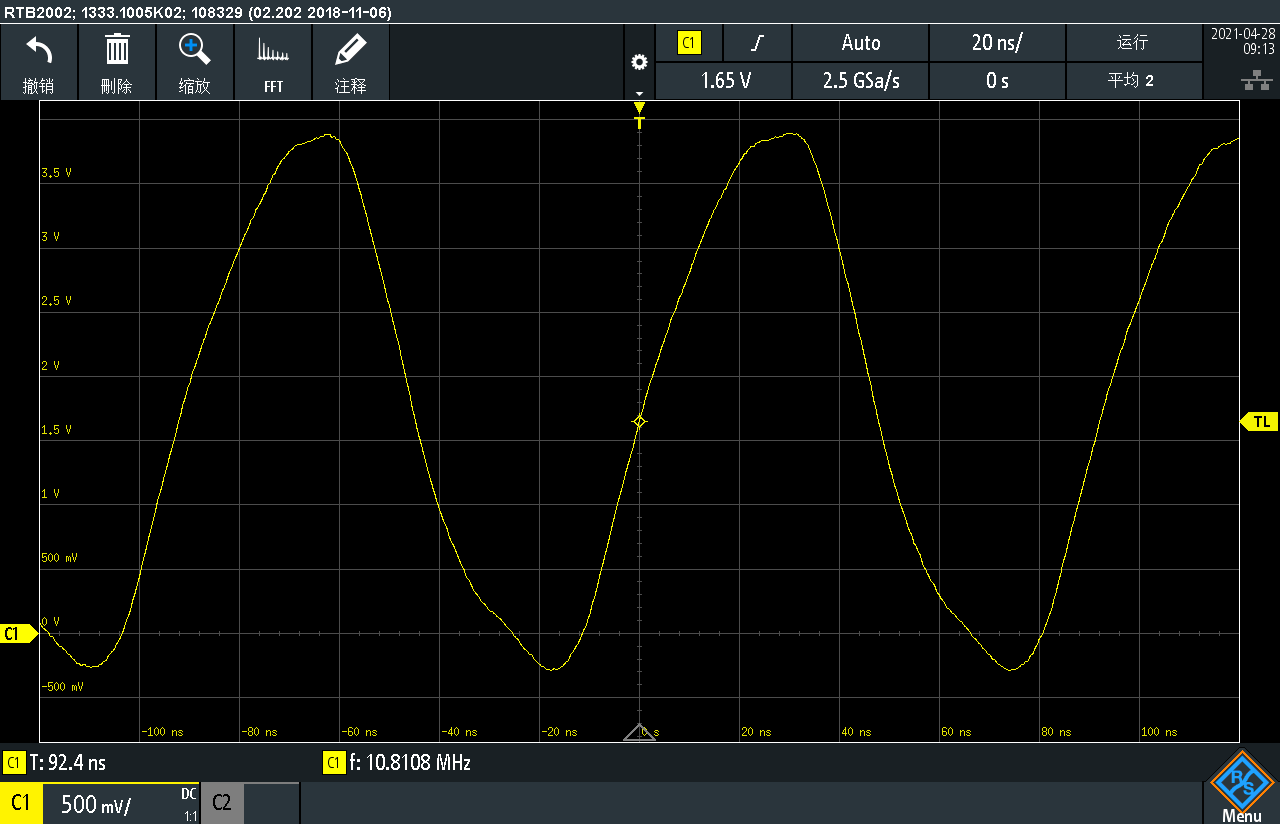 RTB2002; 1333.1005K02; 108329 (02.202 2018-11-06)
撤销 刪除 缩放 FFT 注释
C1 Auto 20 ns/ 运行
1.65 V 2.5 GSa/s 0 s 平均 2
2021-04-28
09:13
T
3.5 V
3 V
2.5 V
2 V
1.5 V
TL
1 V
500 mV
0 V
C1
-500 mV
-100 ns -80 ns -60 ns -40 ns -20 ns 0 s 20 ns 40 ns 60 ns 80 ns 100 ns
C1 T: 92.4 ns C1 f: 10.8108 MHz
C1 500 mV/ DC 1:1 C2
R S
Menu